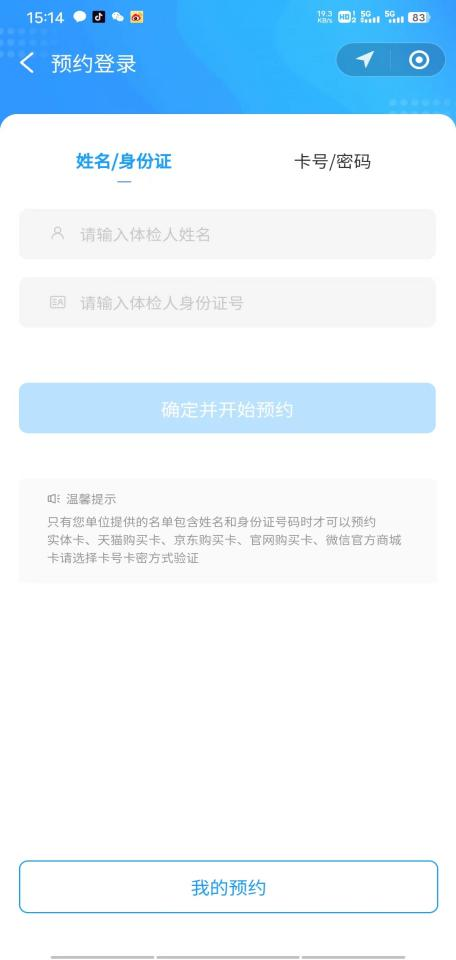 15:14
19.3 KB/s HD 1 2 5G 5G 83
预约登录
姓名/身份证 卡号/密码
请输入体检人姓名
请输入体检人身份证号
确定并开始预约
温馨提示
只有您单位提供的名单包含姓名和身份证号码时才可以预约
实体卡、天猫购买卡、京东购买卡、官网购买卡、微信官方商城
卡请选择卡号卡密方式验证
我的预约